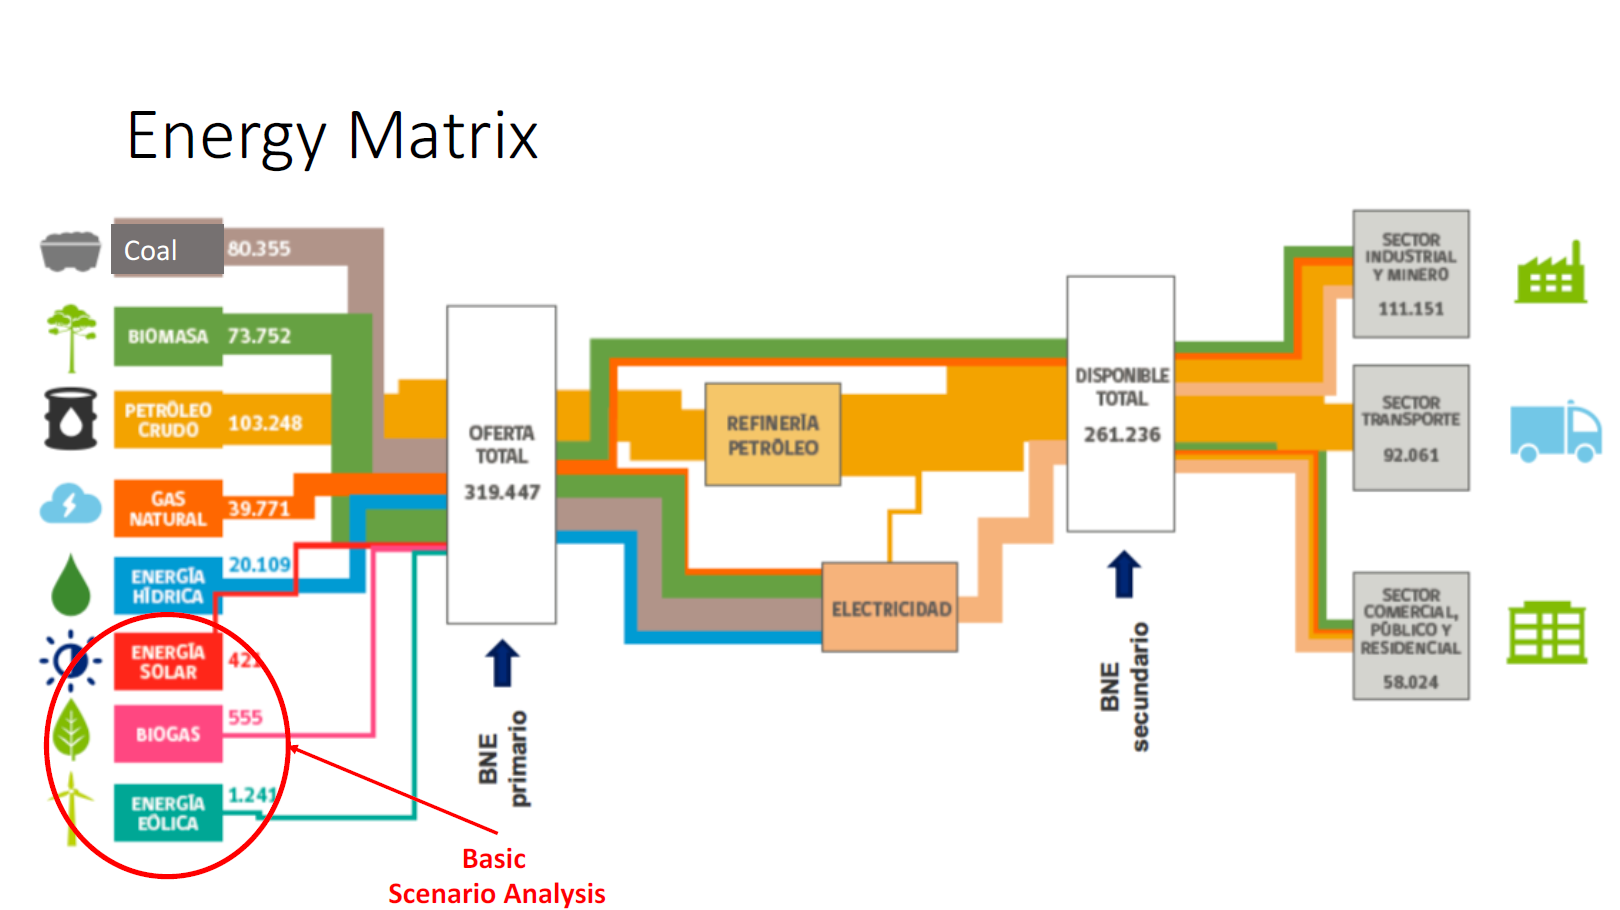 Energy Matrix
Coal
80.355
BIOMASA
73.752
PETRÓLEO
CRUDO
103.248
GAS
NATURAL
39.771
ENERGÍA
HÍDRICA
20.109
ENERGÍA
SOLAR
421
BIOGAS
555
ENERGÍA
EÓLICA
1.241
OFERTA
TOTAL
319.447
BNE
primario
REFINERÍA
PETRÓLEO
ELECTRICIDAD
DISPONIBLE
TOTAL
261.236
BNE
secundario
SECTOR
INDUSTRIAL
Y MINERO
111.151
SECTOR
TRANSPORTE
92.061
SECTOR
COMERCIAL,
PÚBLICO Y
RESIDENCIAL
58.024
Basic
Scenario Analysis